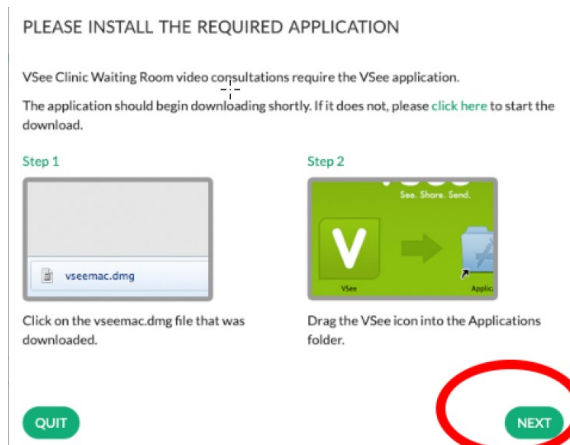 PLEASE INSTALL THE REQUIRED APPLICATION
VSee Clinic Waiting Room video consultations require the VSee application.
The application should begin downloading shortly. If it does not, please click here to start the
download.
Step 1
vseemac.dmg
Click on the vseemac.dmg file that was
downloaded.
Step 2
See. Share. Send.
V
VSee
Drag the VSee icon into the Applications
folder.
QUIT
NEXT